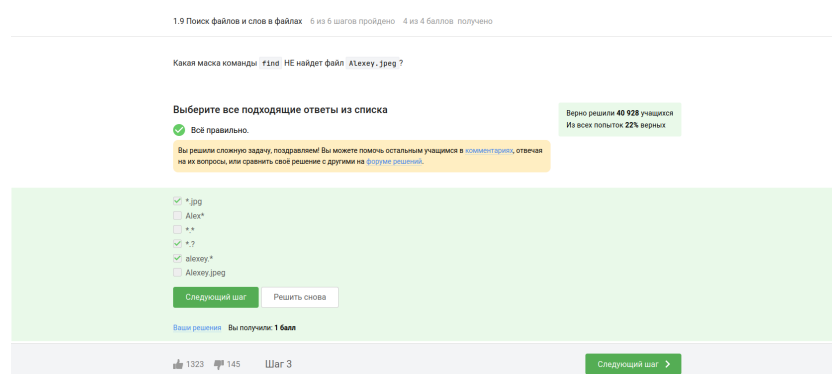 1.9 Поиск файлов и слов в файлах 6 из 6 шагов пройдено 4 из 4 баллов получено
Какая маска команды find НЕ найдет файл Alexey.jpeg ?
Выберите все подходящие ответы из списка
Верно решили 40 928 учащихся
Из всех попыток 22% верных
Всё правильно.
Вы решили сложную задачу, поздравляем! Вы можете помочь остальным учащимся в комментариях, отвечая
на их вопросы, или сравнить своё решение с другими на форуме решений.
*.jpg
Alex*
*.*
*.?
alexey.*
Alexey.jpeg
Следующий шаг Решить снова
Ваши решения Вы получили: 1 балл
1323 145 Шаг 3 Следующий шаг